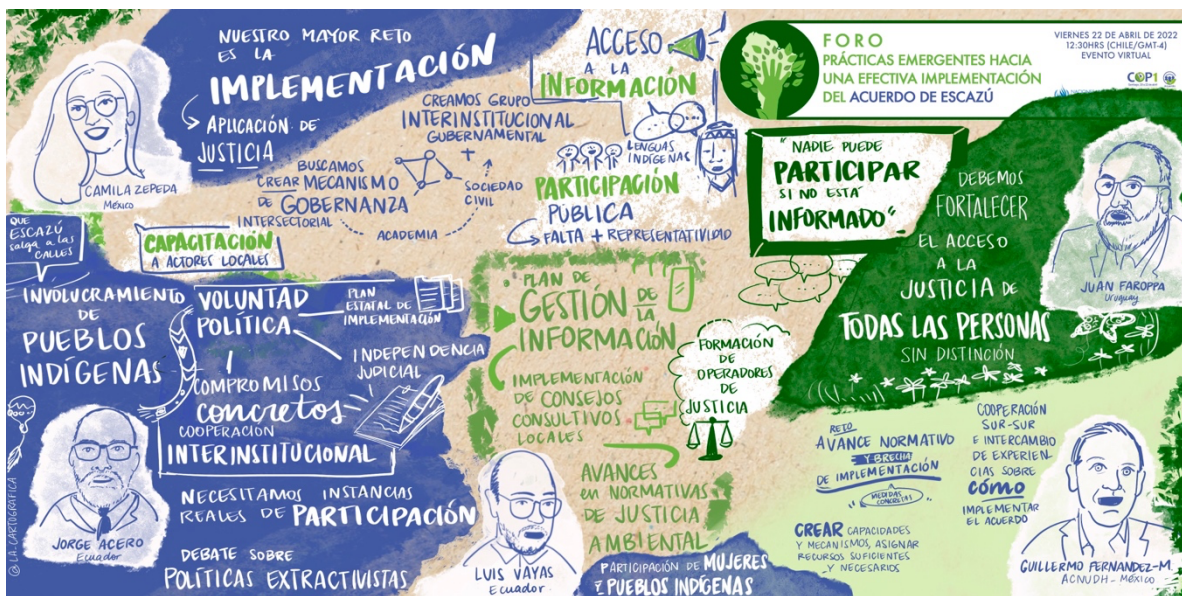 NUESTRO MAYOR RETO
ES LA
IMPLEMENTACIÓN
APLICACIÓN DE
JUSTICIA
CAMILA ZEPEDA
México
BUSCAMOS
CREAR MECANISMO
DE GOBERNANZA
INTERSECTORIAL
CREAMOS GRUPO
INTERINSTITUCIONAL
GUBERNAMENTAL
+
SOCIEDAD
CIVIL
ACADEMIA
ACCESO
A LA
INFORMACIÓN
LENGUAS
INDÍGENAS
PARTICIPACIÓN
PÚBLICA
FALTA + REPRESENTATIVIDAD
FORO
PRÁCTICAS EMERGENTES HACIA
UNA EFECTIVA IMPLEMENTACIÓN
DEL ACUERDO DE ESCAZÚ
VIERNES 22 DE ABRIL DE 2022
12:30HRS (CHILE/GMT-4)
EVENTO VIRTUAL
COP1
"NADIE PUEDE
PARTICIPAR
SI NO ESTÁ
INFORMADO"
DEBEMOS
FORTALECER
EL ACCESO
A LA
JUSTICIA DE
TODAS LAS PERSONAS
SIN DISTINCIÓN
JUAN FAROPPA
Uruguay
QUE
ESCAZÚ
salga a las
CALLES
CAPACITACIÓN
A ACTORES LOCALES
INVOLUCRAMIENTO
DE
PUEBLOS
INDÍGENAS
VOLUNTAD
POLÍTICA
PLAN
ESTATAL DE
IMPLEMENTACIÓN
INDEPENDENCIA
JUDICIAL
COMPROMISOS
concretos
COOPERACIÓN
INTERINSTITUCIONAL
NECESITAMOS INSTANCIAS
REALES DE PARTICIPACIÓN
DEBATE SOBRE
POLÍTICAS EXTRACTIVISTAS
JORGE ACERO
Ecuador
@LA.CARTOGRAFICA
PLAN DE
GESTIÓN DE
LA
INFORMACIÓN
IMPLEMENTACIÓN
DE CONSEJOS
CONSULTIVOS
LOCALES
AVANCES
en NORMATIVAS
DE JUSTICIA
AMBIENTAL
LUIS VAYAS
Ecuador
PARTICIPACIÓN DE MUJERES
Y PUEBLOS INDÍGENAS
FORMACIÓN
DE
OPERADORES
DE
JUSTICIA
RETO
AVANCE NORMATIVO
Y BRECHA
DE IMPLEMENTACIÓN
MEDIDAS
CONCRETAS
CREAR CAPACIDADES
Y MECANISMOS, ASIGNAR
RECURSOS SUFICIENTES
Y NECESARIOS
COOPERACIÓN
SUR-SUR
E INTERCAMBIO
DE EXPERIEN
CIAS SOBRE
CÓMO
IMPLEMENTAR
EL ACUERDO
GUILLERMO FERNANDEZ-M.
ACNUDH - México